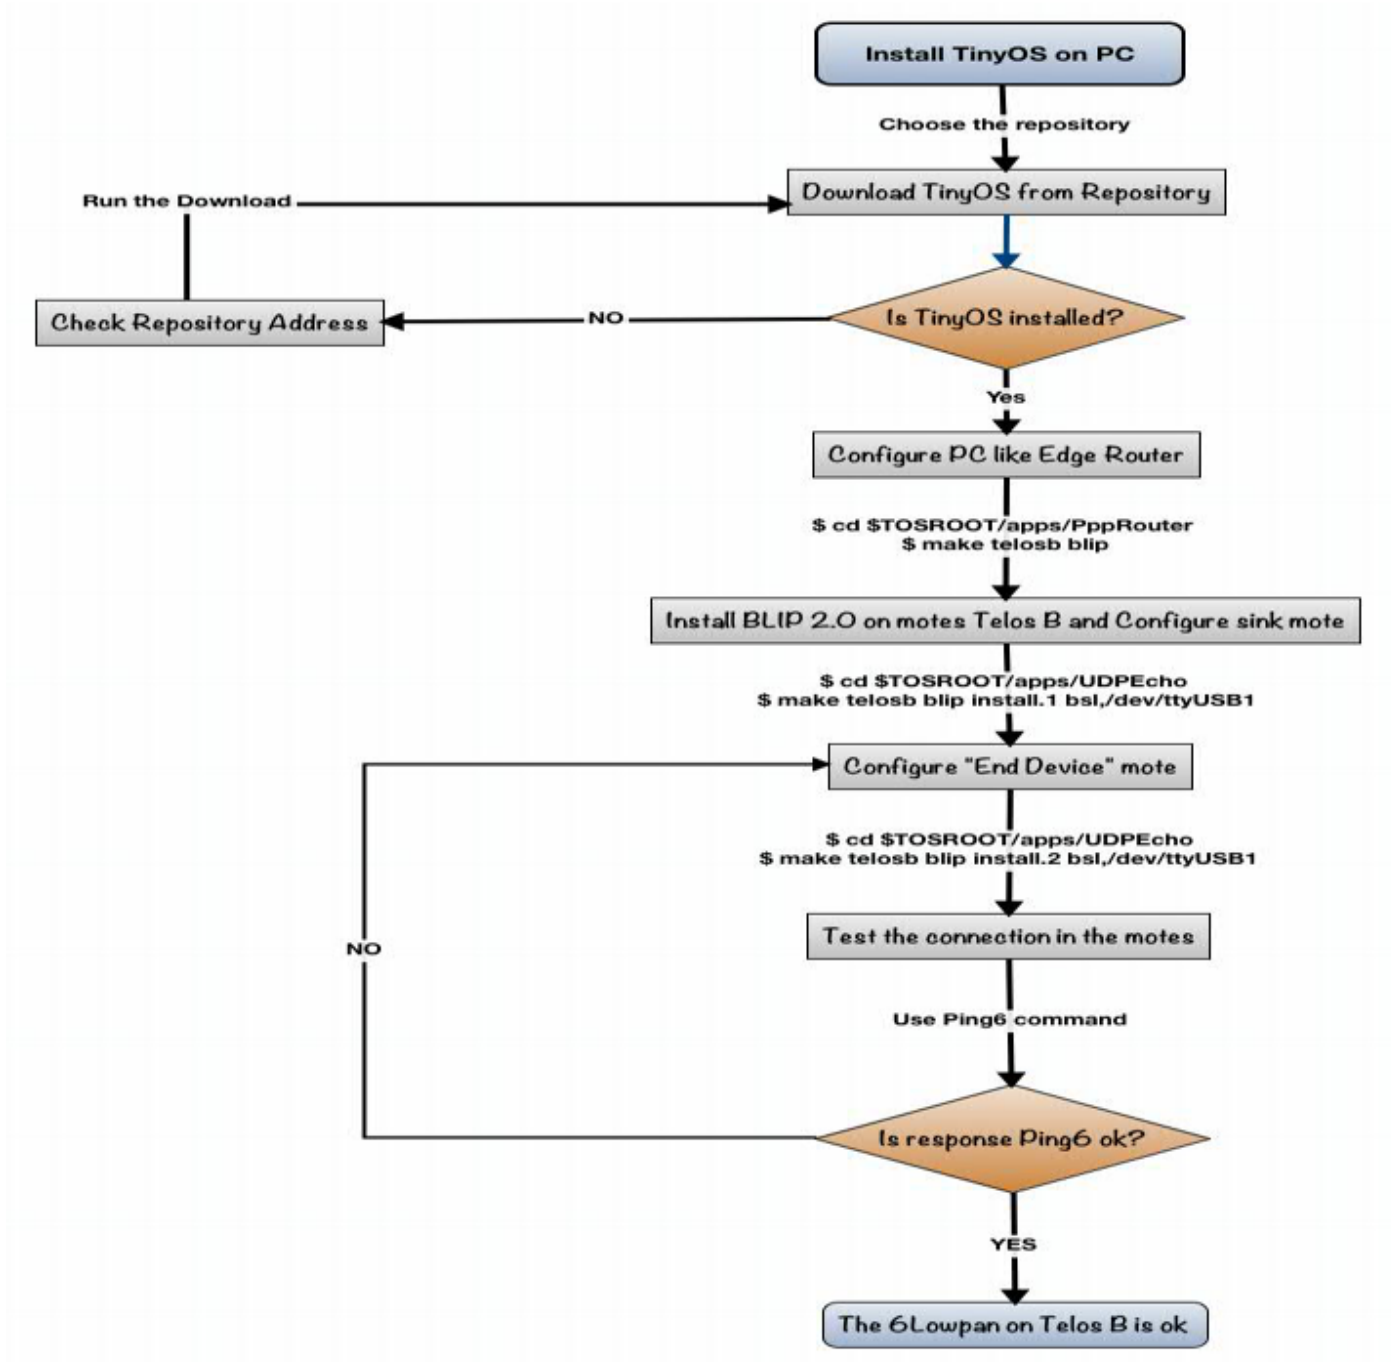 Install TinyOS on PC
Choose the repository
Download TinyOS from Repository
Run the Download
Is TinyOS installed?
NO
Check Repository Address
Yes
Configure PC like Edge Router
$ cd $TOSROOT/apps/PppRouter
$ make telosb blip
Install BLIP 2.0 on motes Telos B and Configure sink mote
$ cd $TOSROOT/apps/UDPEcho
$ make telosb blip install.1 bsl,/dev/ttyUSB1
Configure "End Device" mote
$ cd $TOSROOT/apps/UDPEcho
$ make telosb blip install.2 bsl,/dev/ttyUSB1
Test the connection in the motes
NO
Use Ping6 command
Is response Ping6 ok?
YES
The 6Lowpan on Telos B is ok